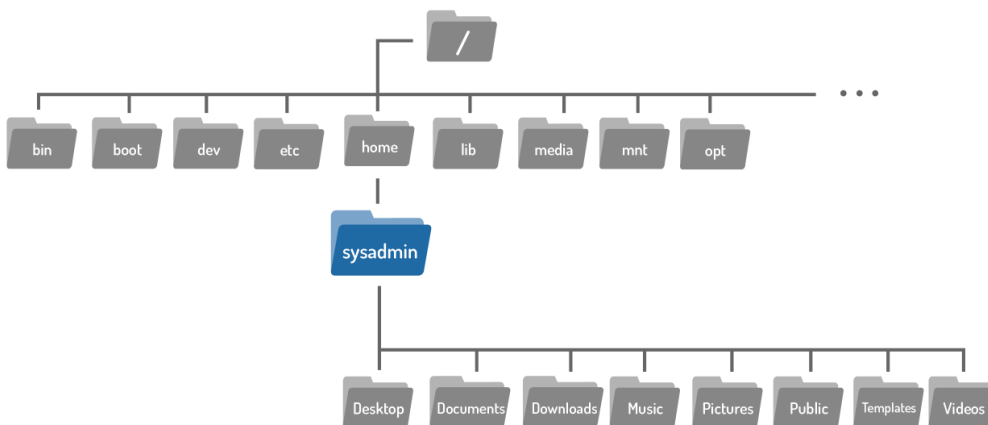 /
bin boot dev etc home lib media mnt opt ...
sysadmin
Desktop Documents Downloads Music Pictures Public Templates Videos